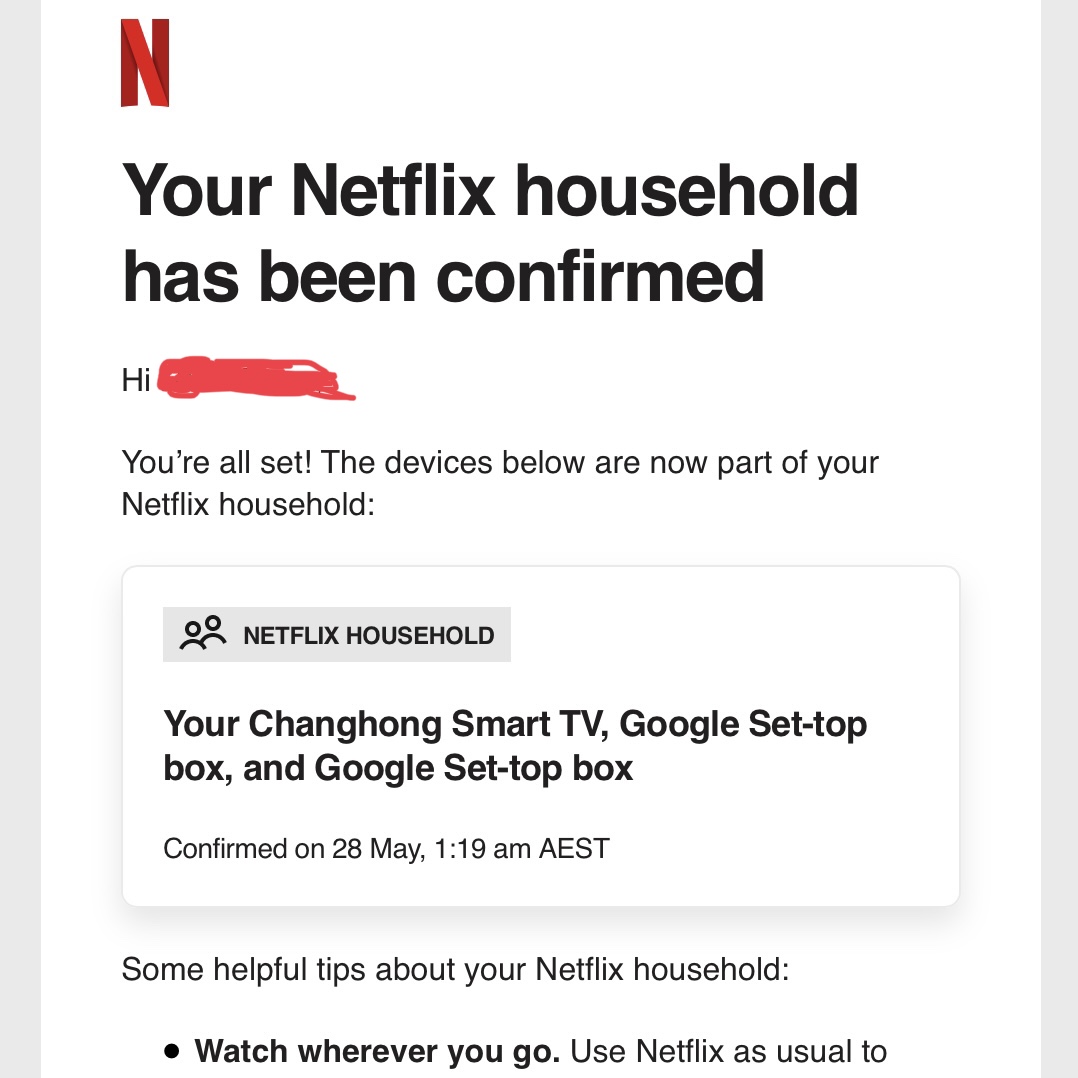 Your Netflix household
has been confirmed
Hi
You’re all set! The devices below are now part of your
Netflix household:
NETFLIX HOUSEHOLD
Your Changhong Smart TV, Google Set-top
box, and Google Set-top box
Confirmed on 28 May, 1:19 am AEST
Some helpful tips about your Netflix household:
• Watch wherever you go. Use Netflix as usual to